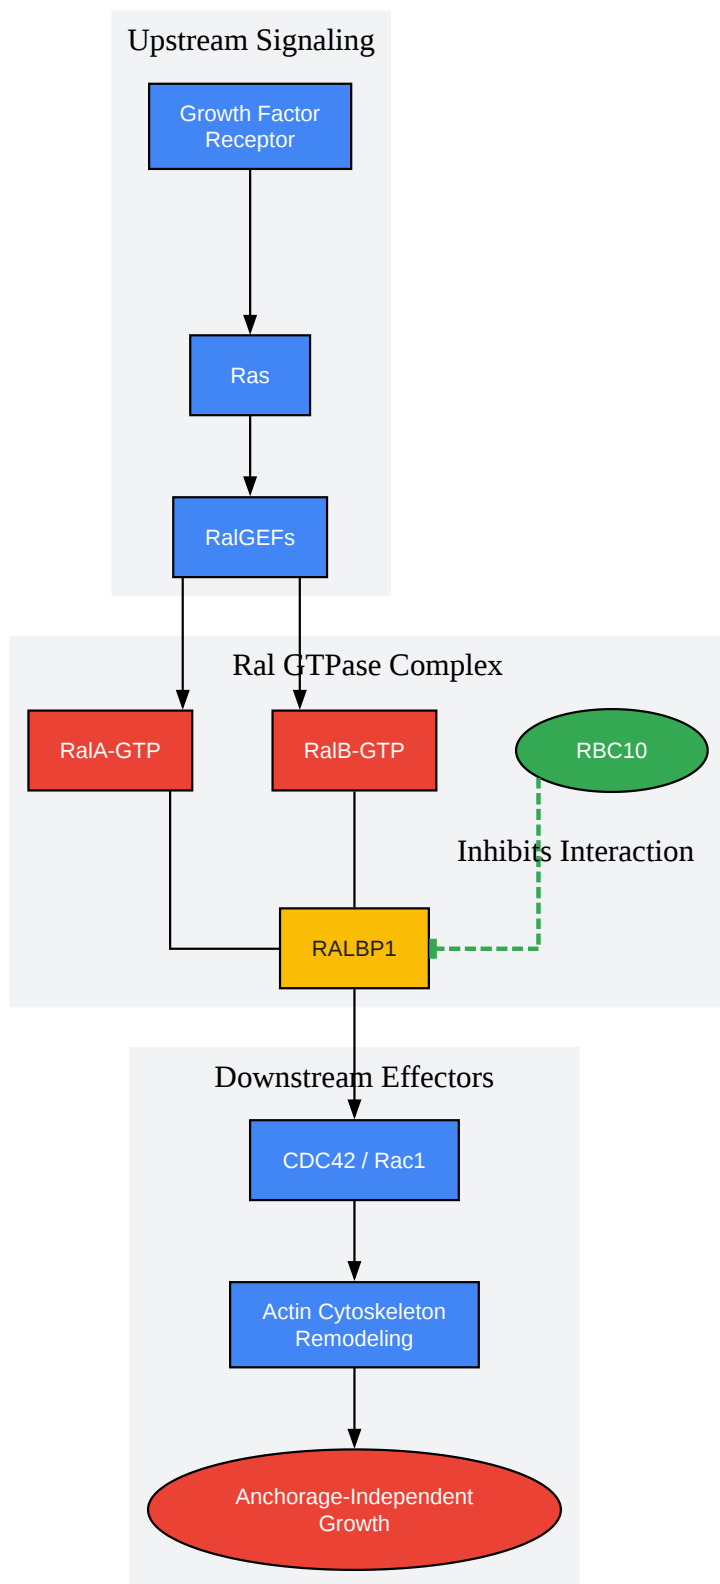 Upstream Signaling
Growth Factor
Receptor
Ras
RalGEFs
Ral GTPase Complex
RalA-GTP
RalB-GTP
RBC10
Inhibits Interaction
RALBP1
Downstream Effectors
CDC42 / Rac1
Actin Cytoskeleton
Remodeling
Anchorage-Independent
Growth